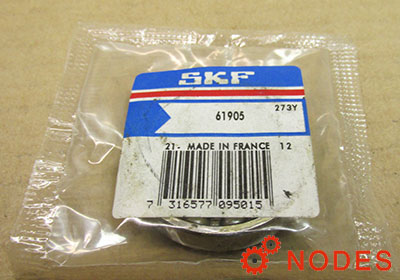 SKF
273Y
61905
21- MADE IN FRANCE 12
7 316577 095015
NODES